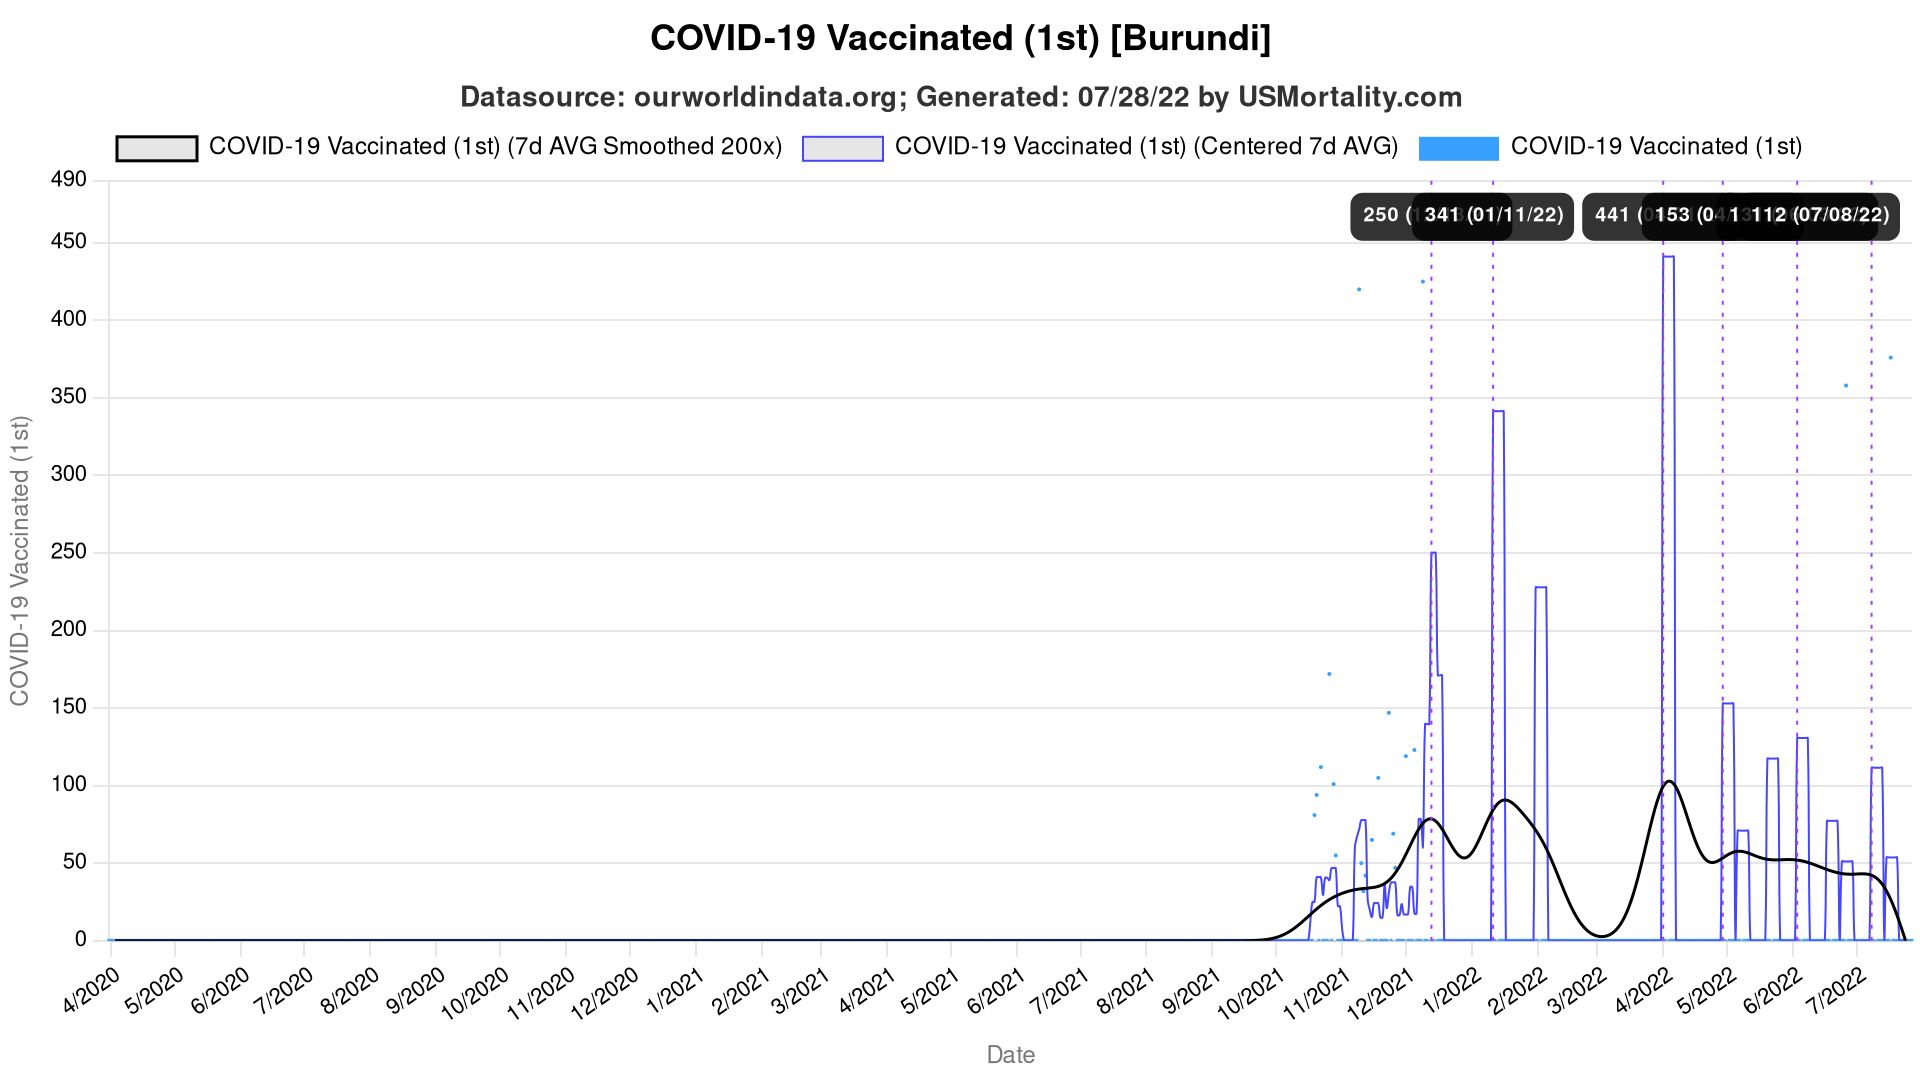 COVID-19 Vaccinated (1st) [Burundi]
Datasource: ourworldindata.org; Generated: 07/28/22 by USMortality.com
COVID-19 Vaccinated (1st) (7d AVG Smoothed 200x) COVID-19 Vaccinated (1st) (Centered 7d AVG) COVID-19 Vaccinated (1st)
490
250 ( 341 (01/11/22) 441 ( 153 (04/ 112 (07/08/22)
450
400
350
300
250
200
150
100
50
0
COVID-19 Vaccinated (1st)
4/2020 5/2020 6/2020 7/2020 8/2020 9/2020 10/2020 11/2020 12/2020 1/2021 2/2021 3/2021 4/2021 5/2021 6/2021 7/2021 8/2021 9/2021 10/2021 11/2021 12/2021 1/2022 2/2022 3/2022 4/2022 5/2022 6/2022 7/2022
Date